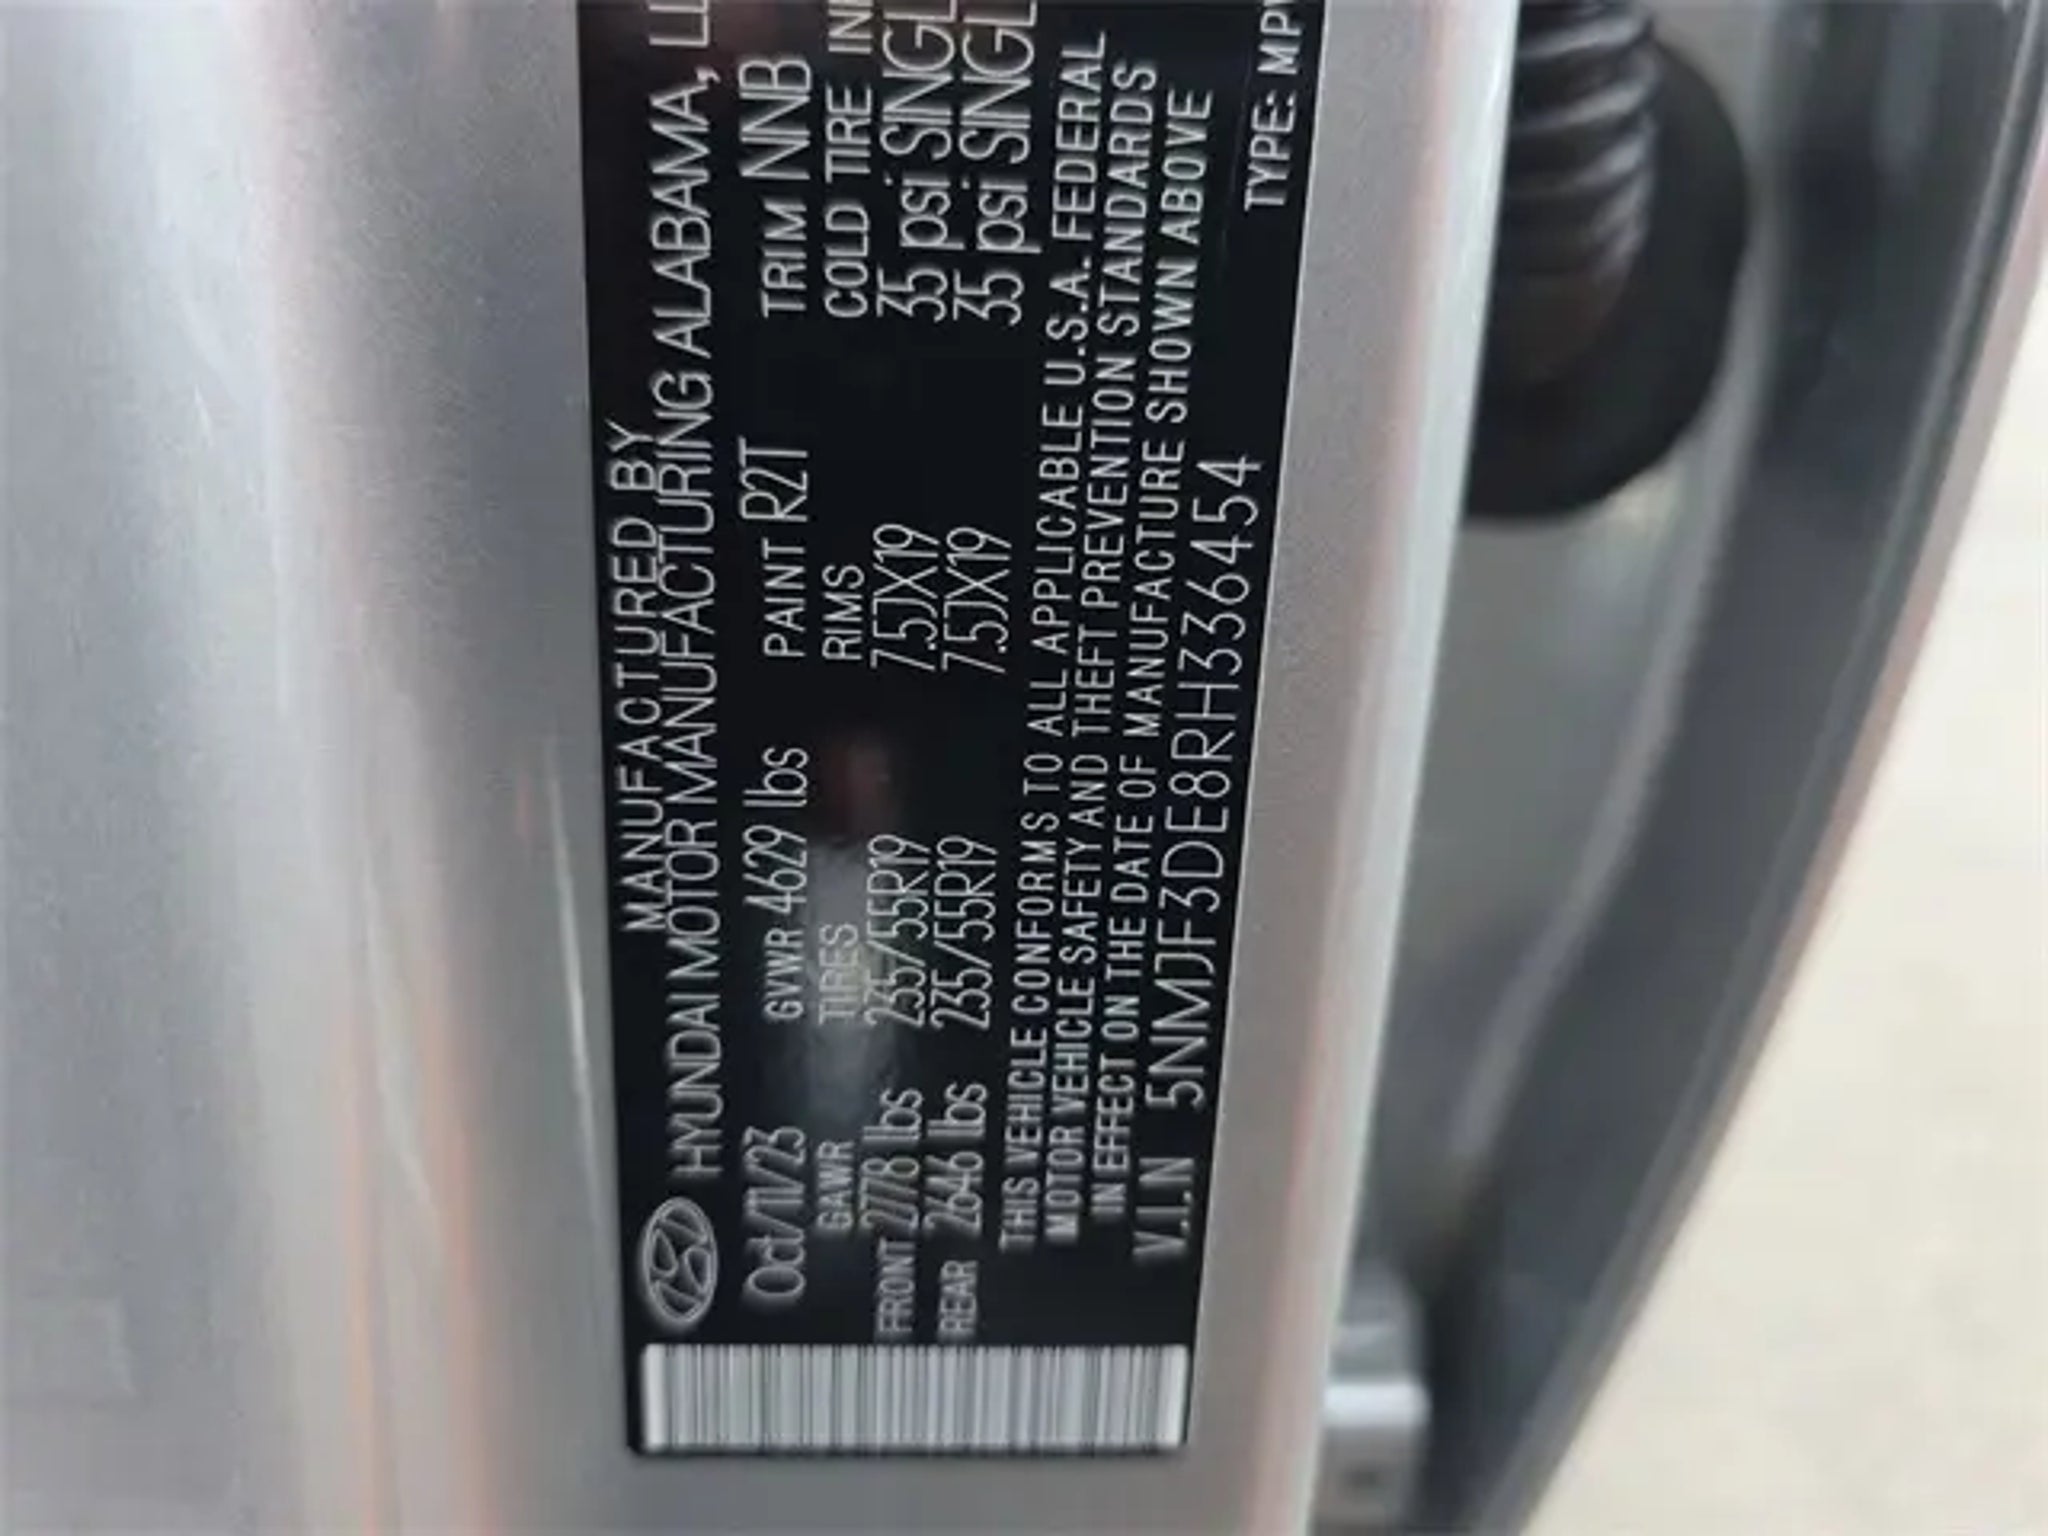 MANUFACTURED BY
HYUNDAI MOTOR MANUFACTURING ALABAMA, LL
Oct/11/23 GVWR 4629 lbs PAINT R2T TRIM NNB
GAWR TIRES RIMS COLD TIRE IN
FRONT 2778 lbs 235/55R19 7.5JX19 35 psi SINGL
REAR 2646 lbs 235/55R19 7.5JX19 35 psi SINGL
THIS VEHICLE CONFORMS TO ALL APPLICABLE U.S.A. FEDERAL
MOTOR VEHICLE SAFETY AND THEFT PREVENTION STANDARDS
IN EFFECT ON THE DATE OF MANUFACTURE SHOWN ABOVE
V.I.N 5NMJF3DE8RH336454 TYPE: MPV